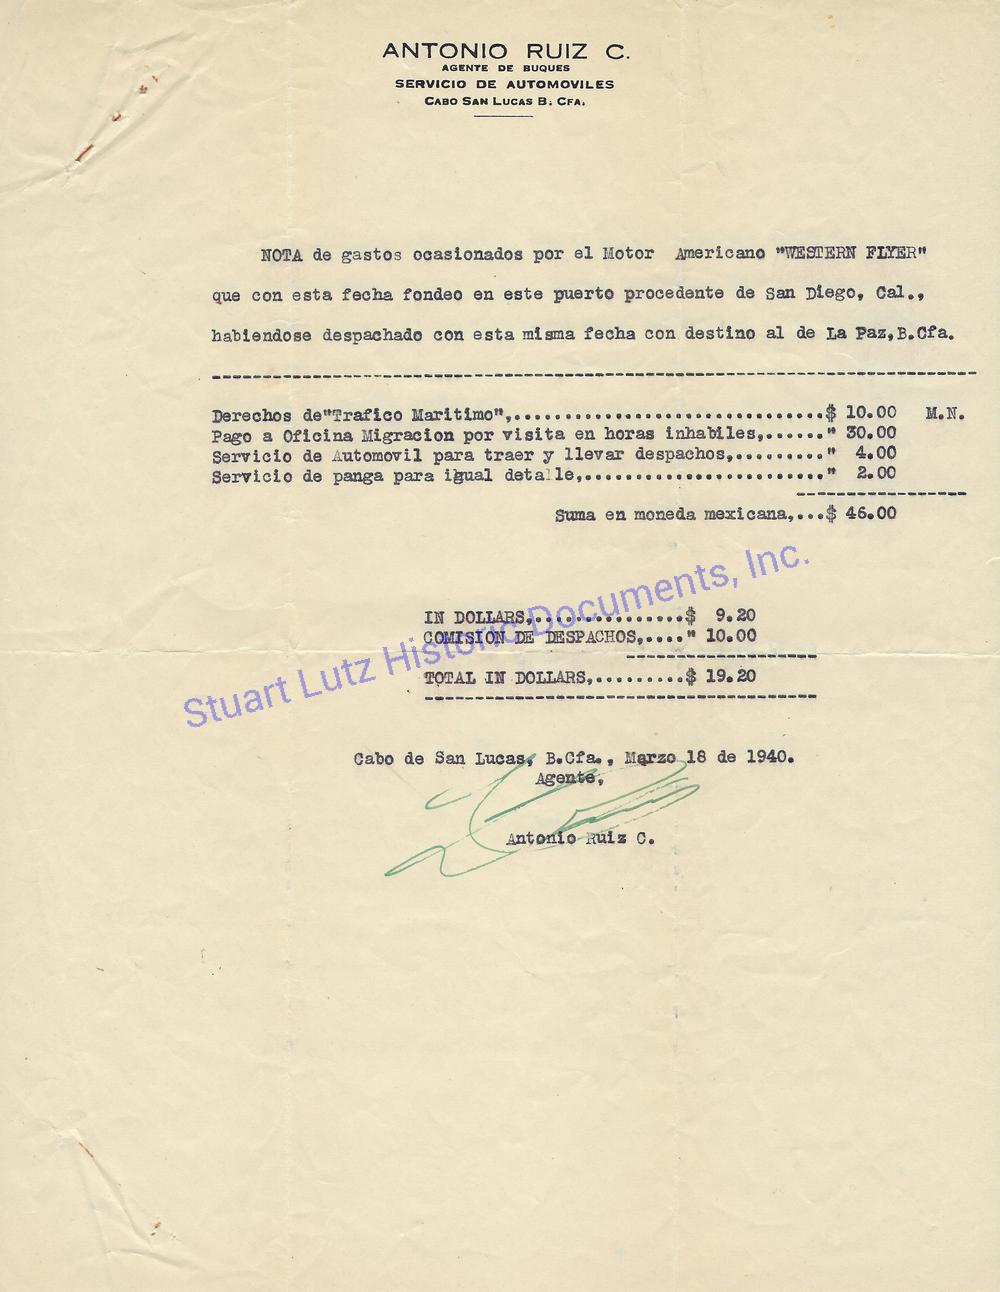 ANTONIO RUIZ C.
AGENTE DE BUQUES
SERVICIO DE AUTOMOVILES
CABO SAN LUCAS B. CFA.
NOTA de gastos ocasionados por el Motor Americano "WESTERN FLYER"
que con esta fecha fondeo en este puerto procedente de San Diego, Cal.,
habiendose despachado con esta misma fecha con destino al de La Paz,B.Cfa.
Derechos de"Trafico Maritimo",..............................$ 10.00 M.N.
Pago a Oficina Migracion por visita en horas inhabiles,......" 30.00
Servicio de Automovil para traer y llevar despachos,........." 4.00
Servicio de panga para igual detalle,........................" 2.00
Suma en moneda mexicana,...$ 46.00
IN DOLLARS,...............$ 9.20
COMISION DE DESPACHOS,...." 10.00
TOTAL IN DOLLARS,.........$ 19.20
Stuart Lutz Historic Documents, Inc.
Cabo de San Lucas, B.Cfa., Marzo 18 de 1940.
Agente,
Antonio Ruiz C.